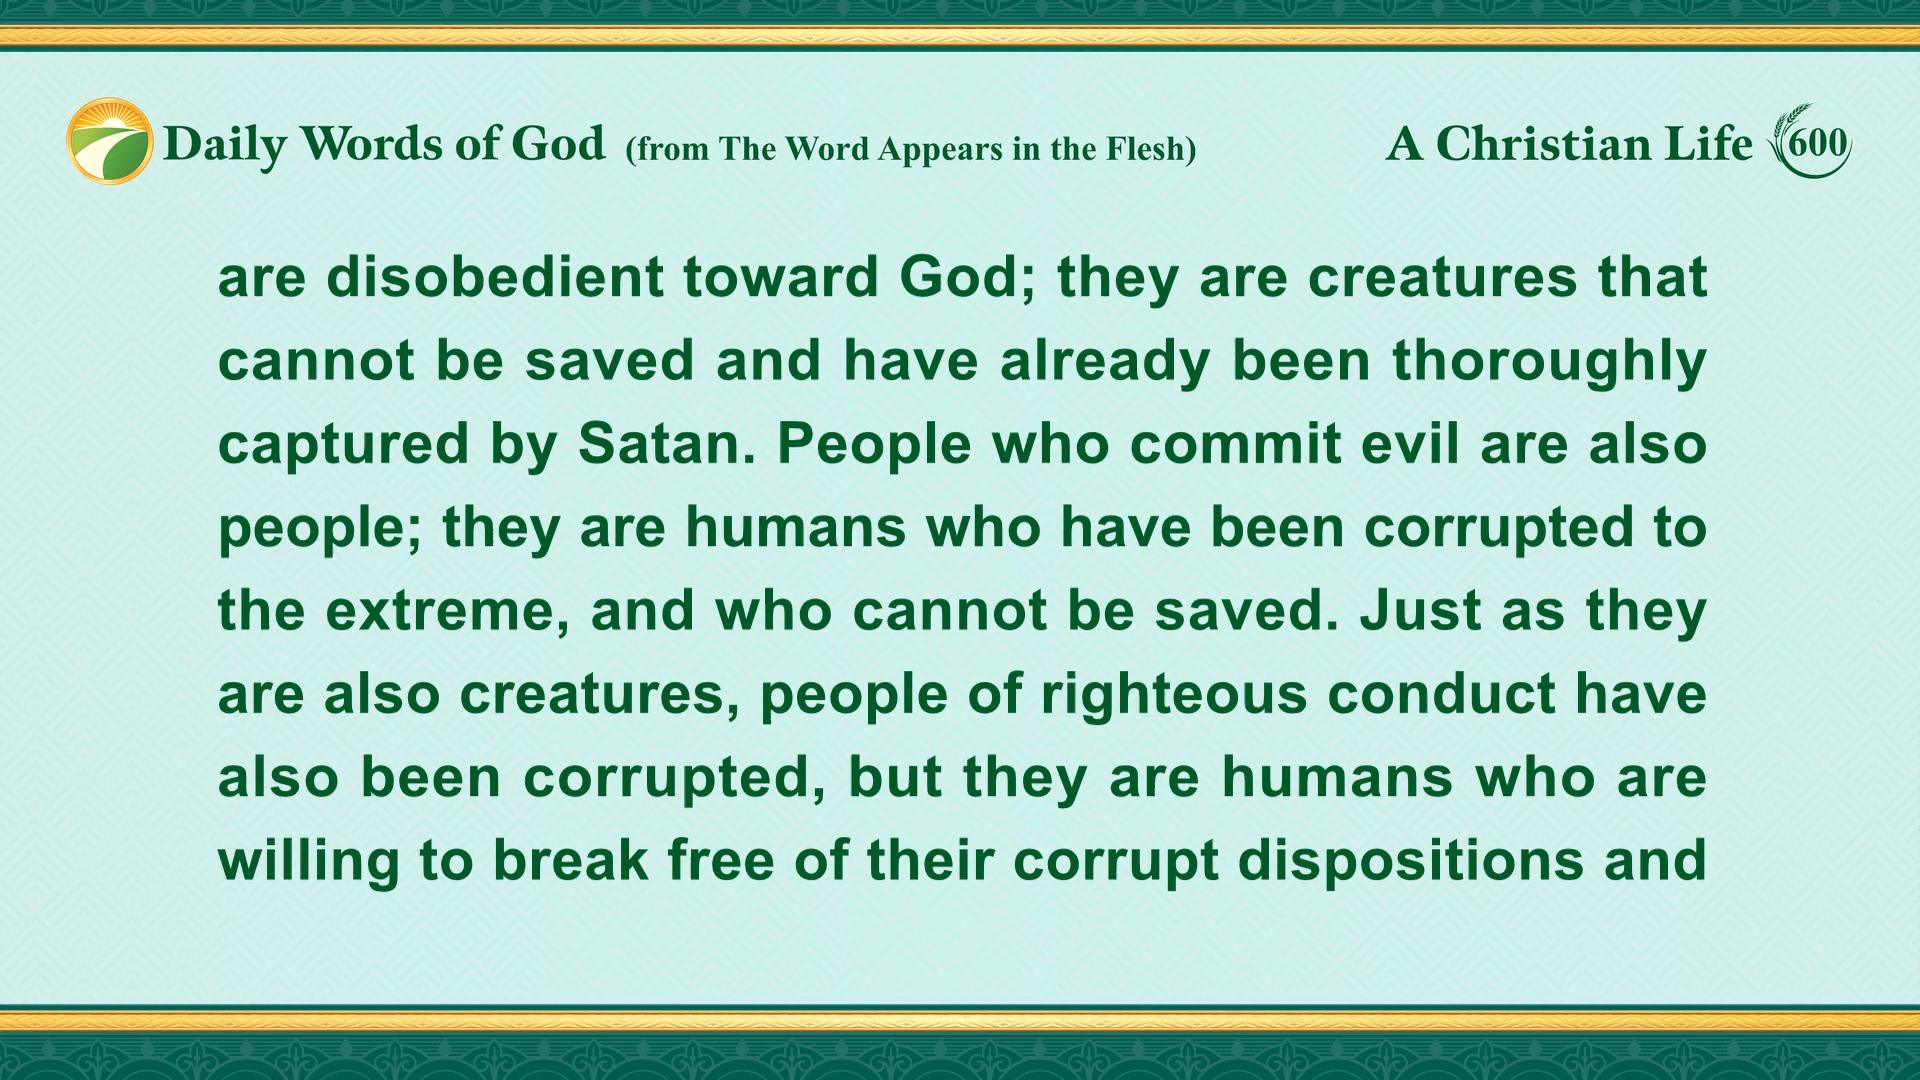 Daily Words of God (from The Word Appears in the Flesh)
A Christian Life 600
are disobedient toward God; they are creatures that
cannot be saved and have already been thoroughly
captured by Satan. People who commit evil are also
people; they are humans who have been corrupted to
the extreme, and who cannot be saved. Just as they
are also creatures, people of righteous conduct have
also been corrupted, but they are humans who are
willing to break free of their corrupt dispositions and